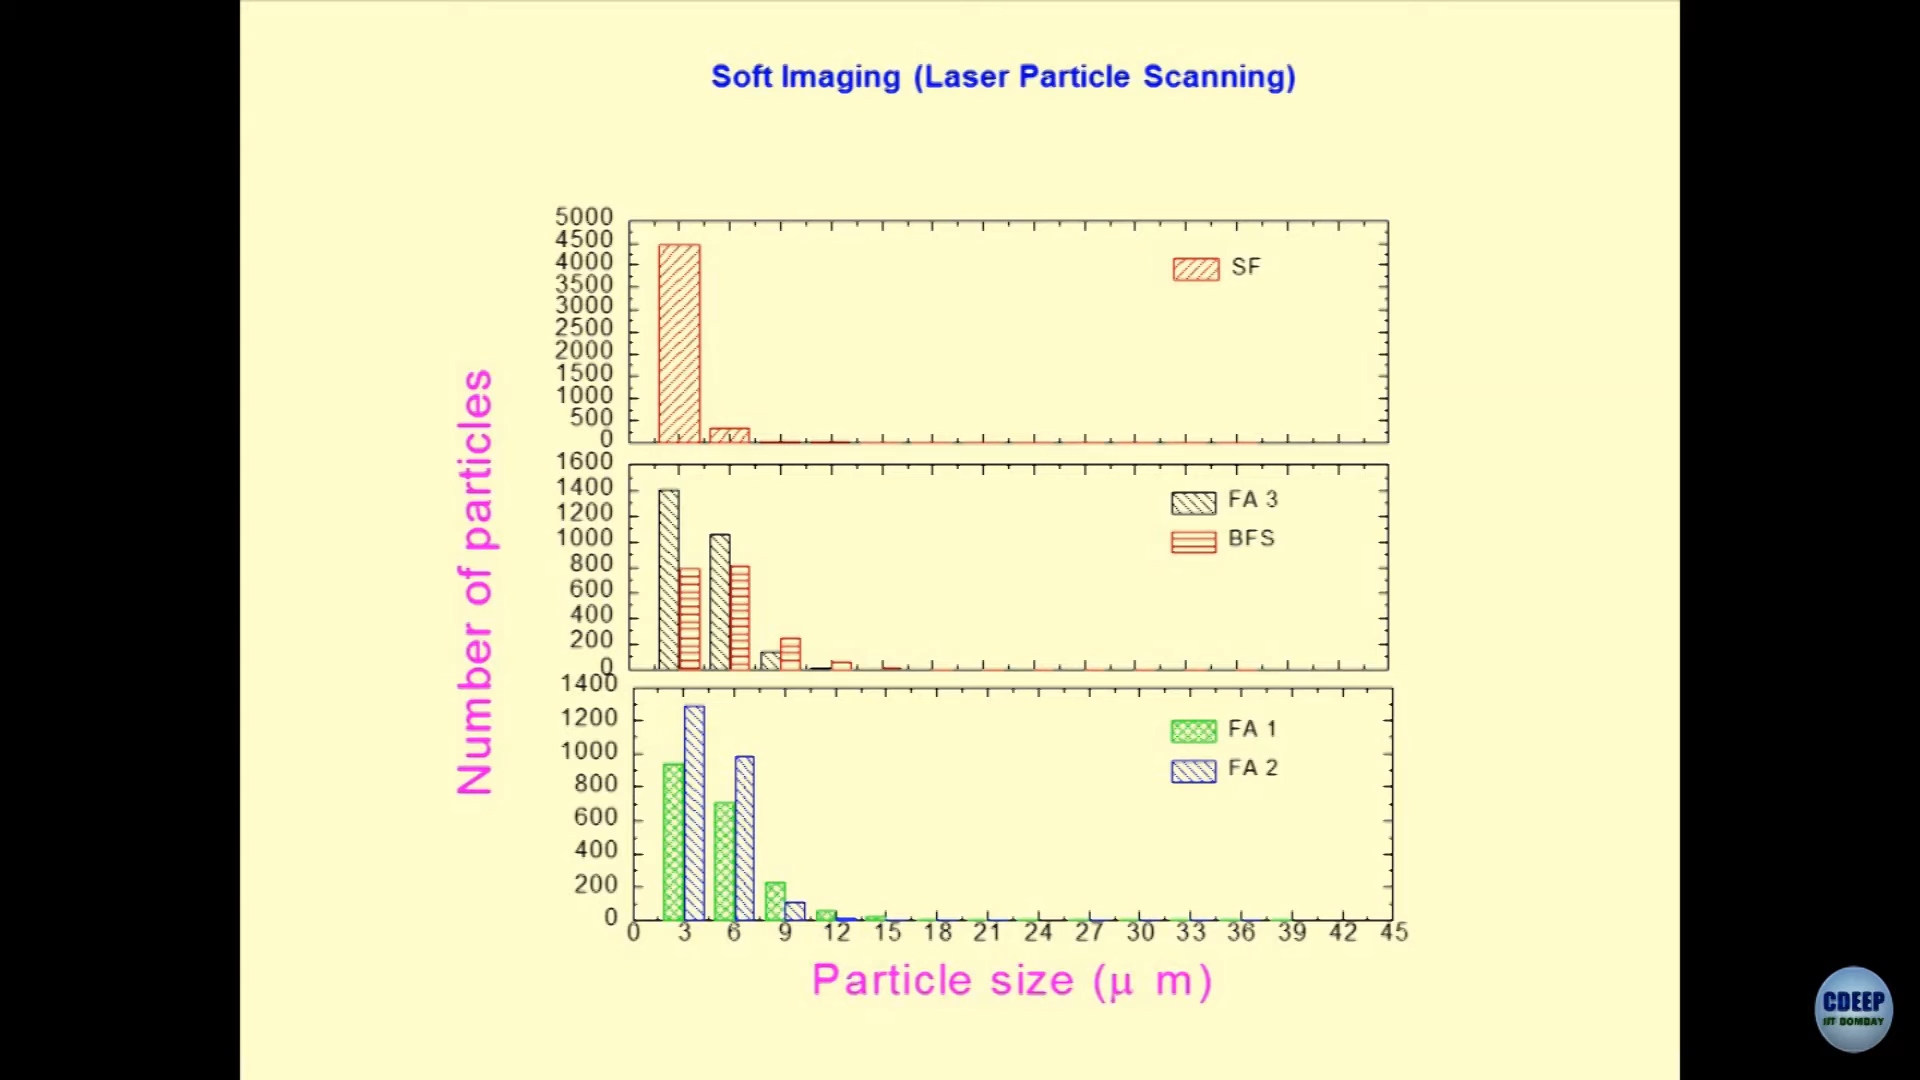 Soft Imaging (Laser Particle Scanning)
5000
4500
4000
3500
3000
2500
2000
1500
1000
500
0
SF
1600
1400
1200
1000
800
600
400
200
0
FA 3
BFS
1400
1200
1000
800
600
400
200
0
FA 1
FA 2
0 3 6 9 12 15 18 21 24 27 30 33 36 39 42 45
Number of particles
Particle size (μ m)
CDEEP
IIT BOMBAY